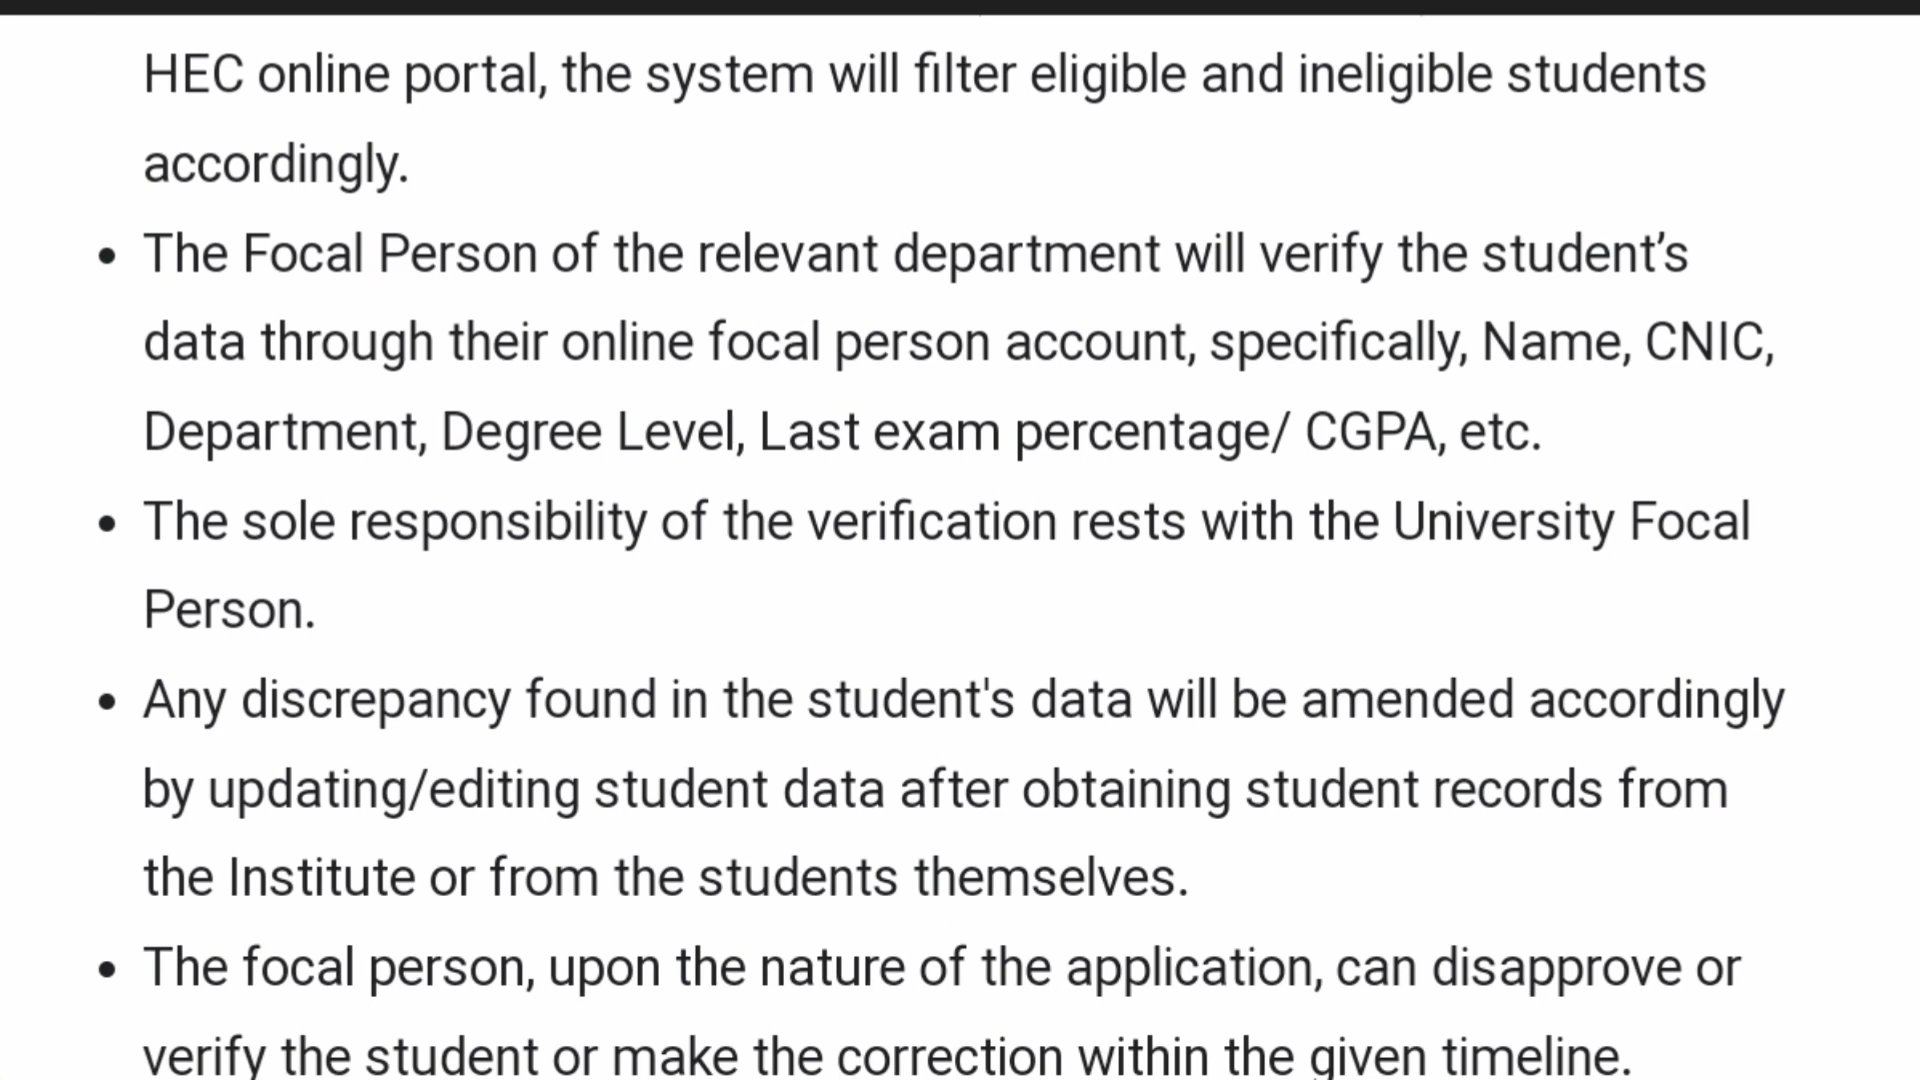 HEC online portal, the system will filter eligible and ineligible students
accordingly.
• The Focal Person of the relevant department will verify the student’s
data through their online focal person account, specifically, Name, CNIC,
Department, Degree Level, Last exam percentage/ CGPA, etc.
• The sole responsibility of the verification rests with the University Focal
Person.
• Any discrepancy found in the student's data will be amended accordingly
by updating/editing student data after obtaining student records from
the Institute or from the students themselves.
• The focal person, upon the nature of the application, can disapprove or
verify the student or make the correction within the given timeline.